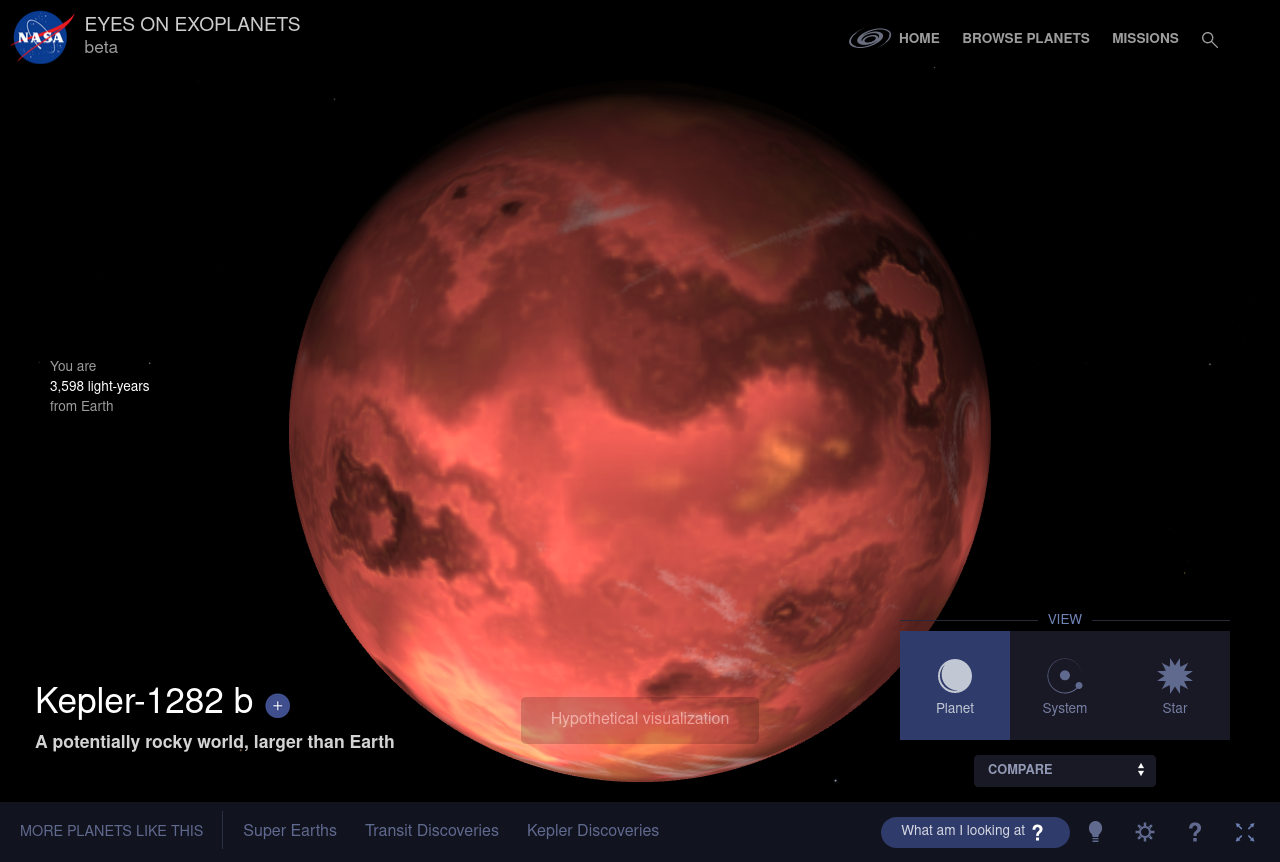 NASA
EYES ON EXOPLANETS
beta
HOME
BROWSE PLANETS
MISSIONS
You are
3,598 light-years
from Earth
Kepler-1282 b +
A potentially rocky world, larger than Earth
Hypothetical visualization
VIEW
Planet
System
Star
COMPARE
MORE PLANETS LIKE THIS
Super Earths
Transit Discoveries
Kepler Discoveries
What am I looking at ?
?